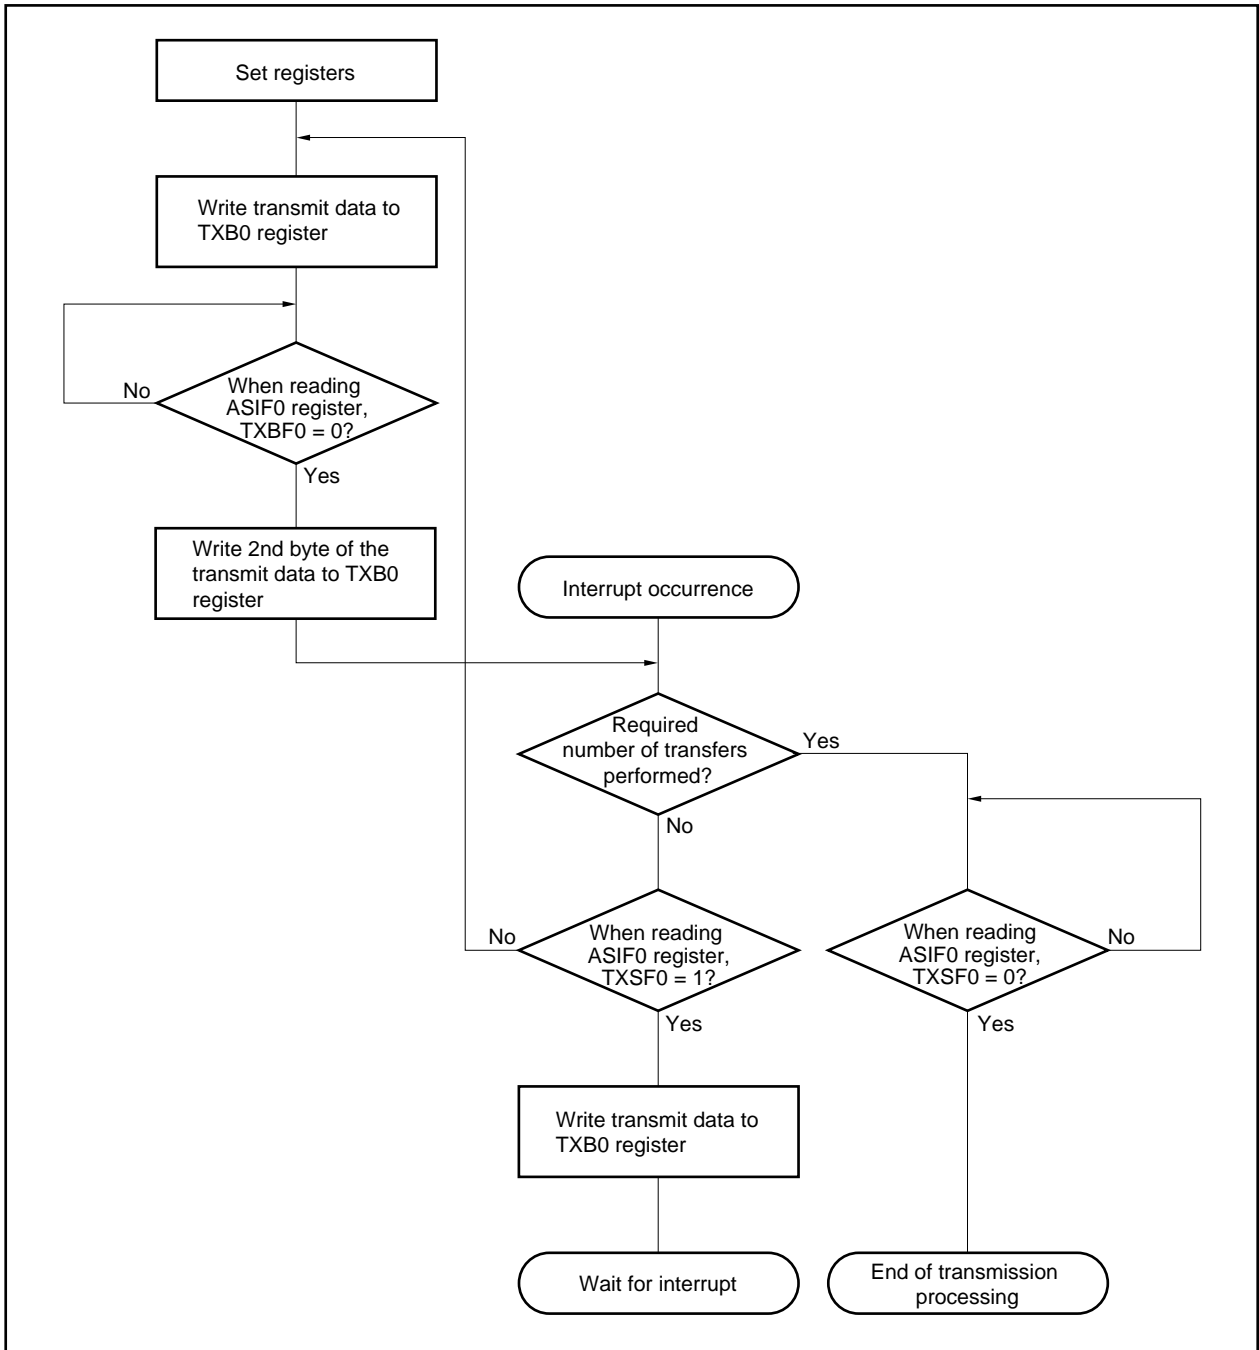 Set registers
Write transmit data to
TXB0 register
No
When reading
ASIF0 register,
TXBF0 = 0?
Yes
Write 2nd byte of the
transmit data to TXB0
register
Interrupt occurrence
Required
number of transfers
performed?
Yes
No
No
When reading
ASIF0 register,
TXSF0 = 1?
Yes
When reading
ASIF0 register,
TXSF0 = 0?
No
Yes
Write transmit data to
TXB0 register
Wait for interrupt
End of transmission
processing